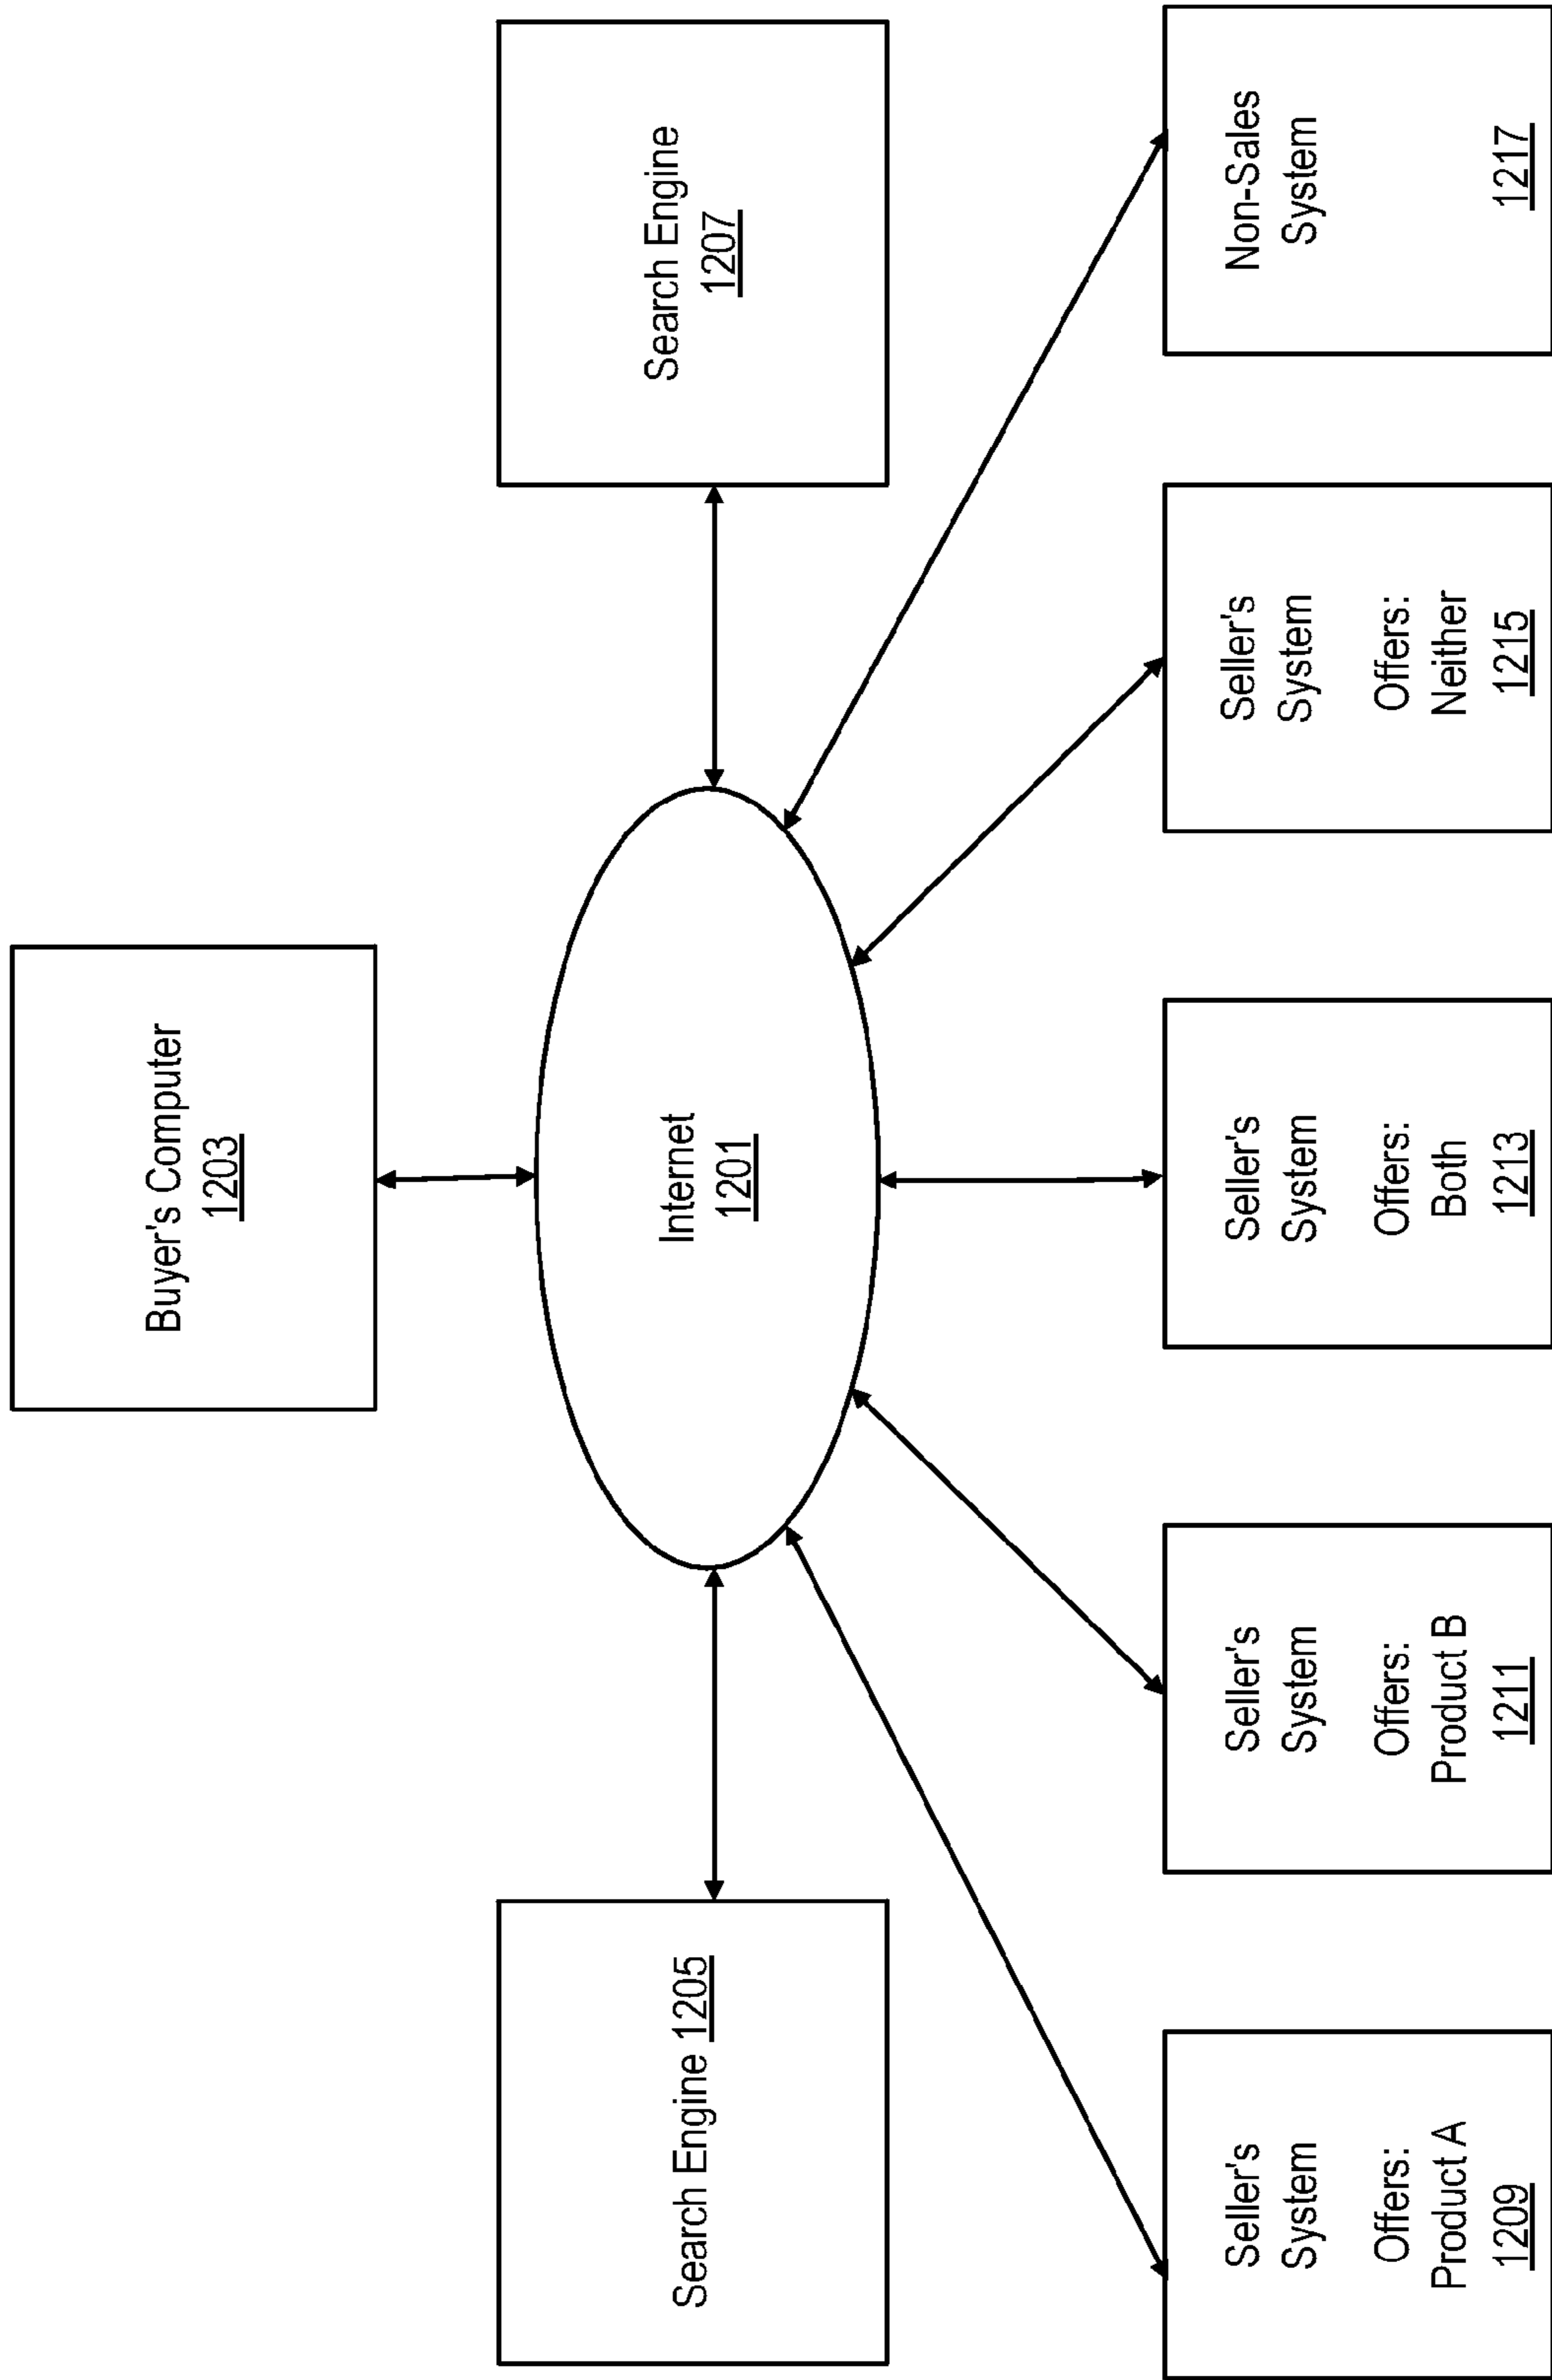 Buyer's Computer
1203
Search Engine 1205
Internet
1201
Search Engine
1207
Seller's
System
Offers:
Product A
1209
Seller's
System
Offers:
Product B
1211
Seller's
System
Offers:
Both
1213
Seller's
System
Offers:
Neither
1215
Non-Sales
System
1217